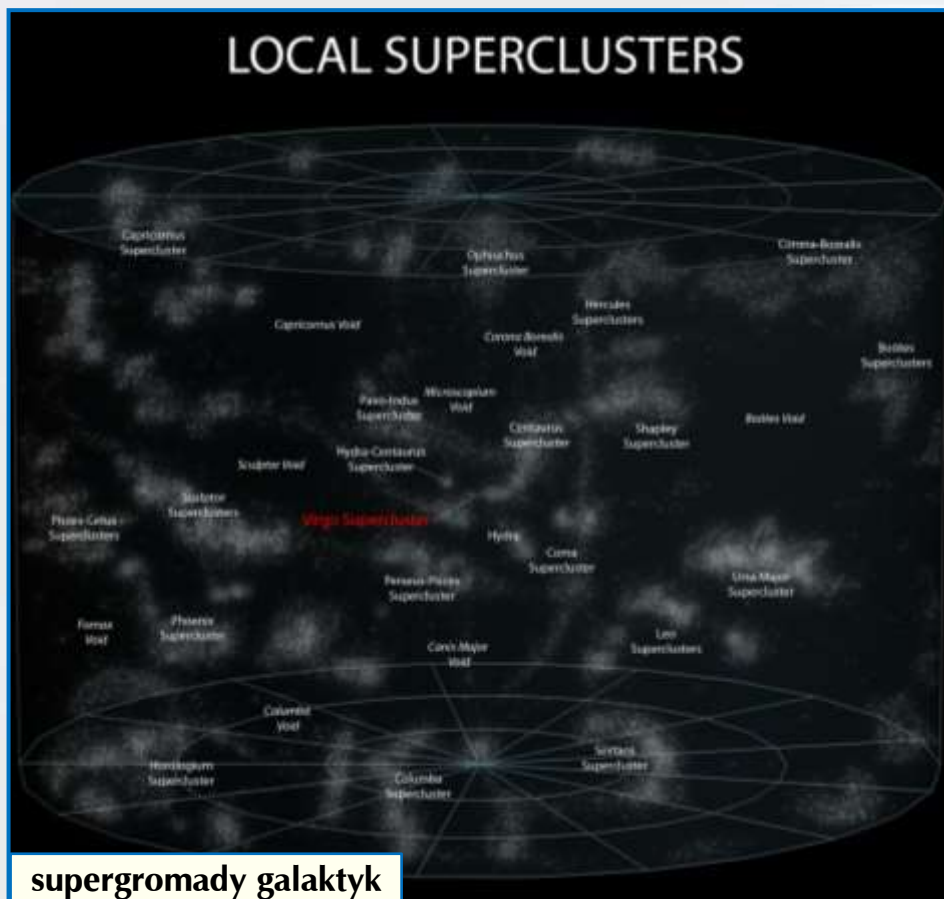 LOCAL SUPERCLUSTERS
Capricornus
Supercluster
Ophiuchus
Supercluster
Corona-Borealis
Supercluster
Hercules
Superclusters
Capricornus Void
Corona Borealis
Void
Boötes
Superclusters
Pavo-Indus
Supercluster
Microscopium
Void
Centaurus
Supercluster
Shapley
Supercluster
Boötes Void
Hydra-Centaurus
Supercluster
Sculptor Void
Sculptor
Superclusters
Pisces-Cetus
Superclusters
Virgo Supercluster
Hydra
Coma
Supercluster
Perseus-Pisces
Supercluster
Ursa Major
Supercluster
Fornax
Void
Phoenix
Supercluster
Leo
Superclusters
Canis Major
Void
Columba
Void
Horologium
Supercluster
Columba
Supercluster
Sextans
Supercluster
supergromady galaktyk